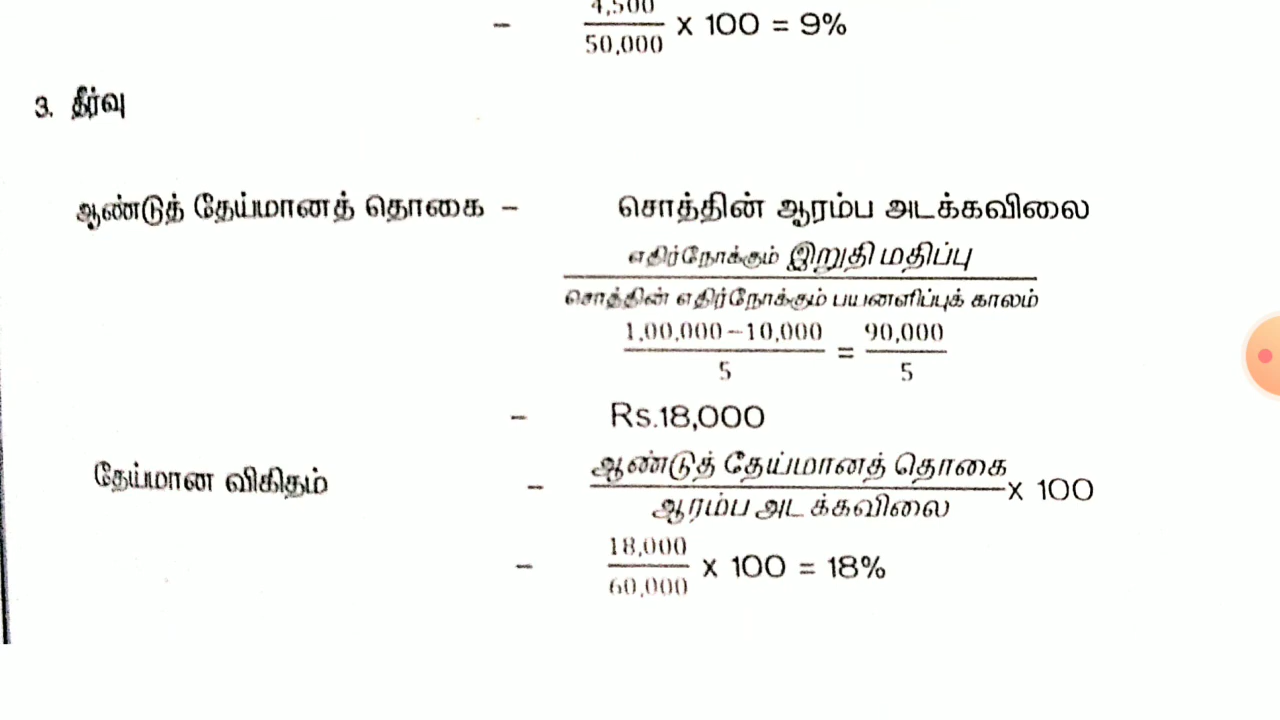 - 4,500
50,000 x 100 = 9%
3. தீர்வு
ஆண்டுத் தேய்மானத் தொகை - சொத்தின் ஆரம்ப அடக்கவிலை
எதிர்நோக்கும் இறுதி மதிப்பு
சொத்தின் எதிர்நோக்கும் பயனளிப்புக் காலம்
1,00,000-10,000 / 5 = 90,000 / 5
- Rs.18,000
தேய்மான விகிதம் - ஆண்டுத் தேய்மானத் தொகை / ஆரம்ப அடக்கவிலை x 100
- 18,000 / 60,000 x 100 = 18%